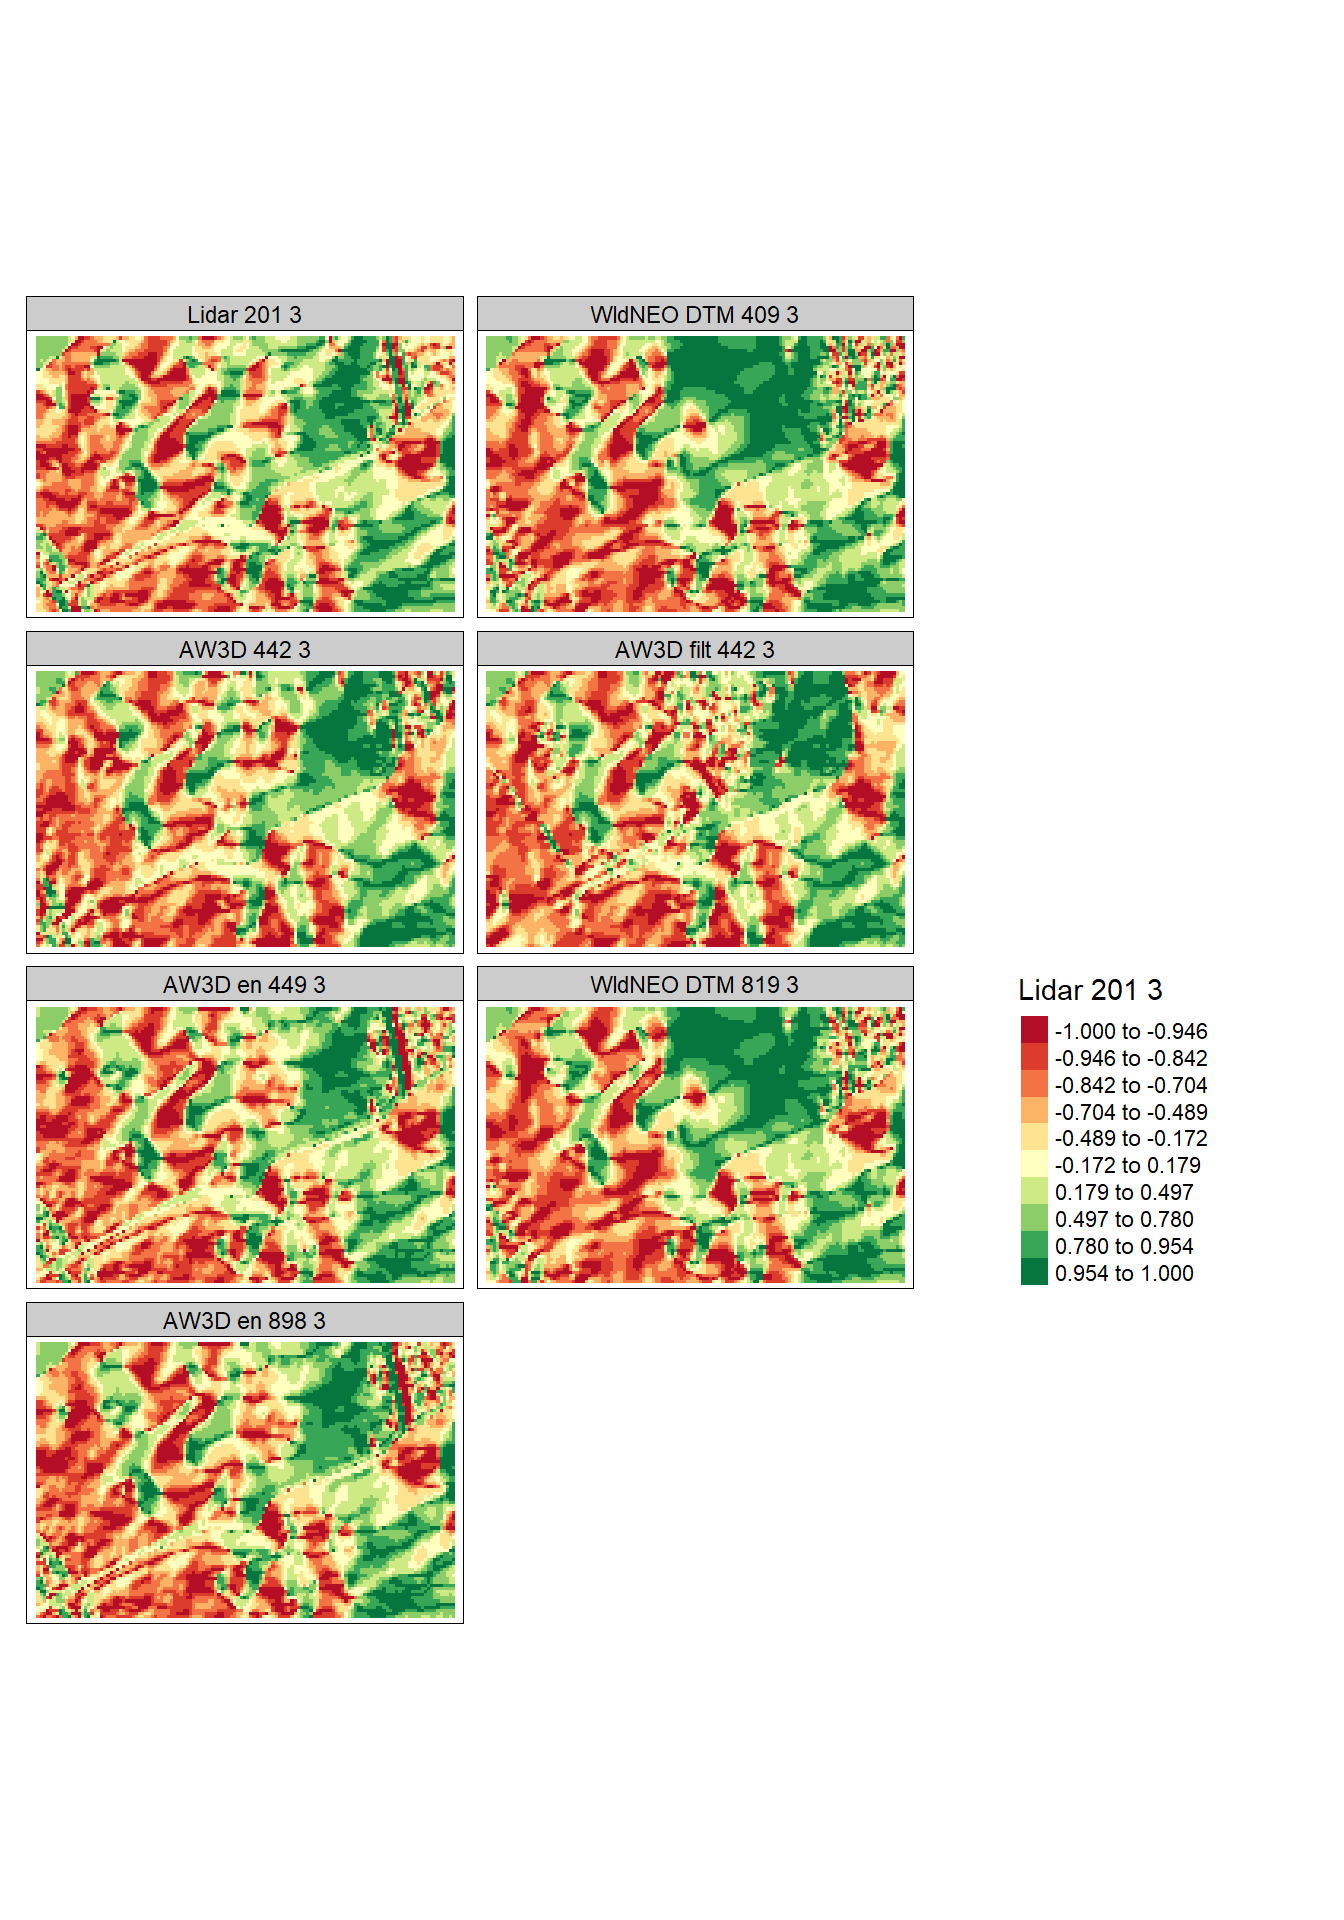 Lidar 201 3
WldNEO DTM 409 3
AW3D 442 3
AW3D filt 442 3
AW3D en 449 3
WldNEO DTM 819 3
AW3D en 898 3
Lidar 201 3
-1.000 to -0.946
-0.946 to -0.842
-0.842 to -0.704
-0.704 to -0.489
-0.489 to -0.172
-0.172 to 0.179
0.179 to 0.497
0.497 to 0.780
0.780 to 0.954
0.954 to 1.000